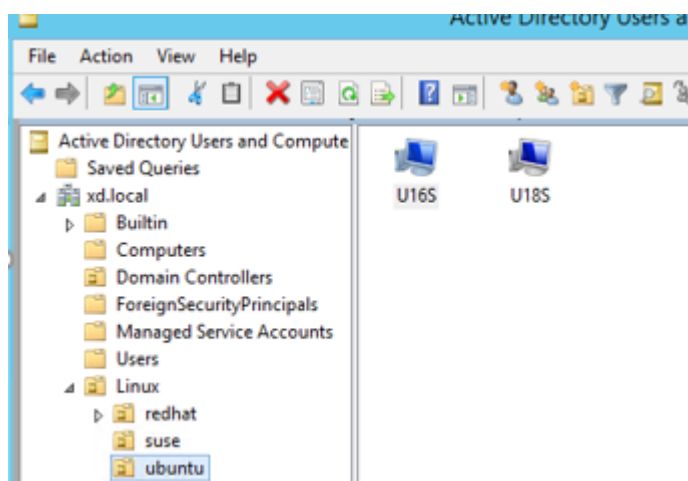 Active Directory Users a
File Action View Help
Active Directory Users and Compute
Saved Queries
xd.local
Builtin
Computers
Domain Controllers
ForeignSecurityPrincipals
Managed Service Accounts
Users
Linux
redhat
suse
ubuntu
U16S U18S